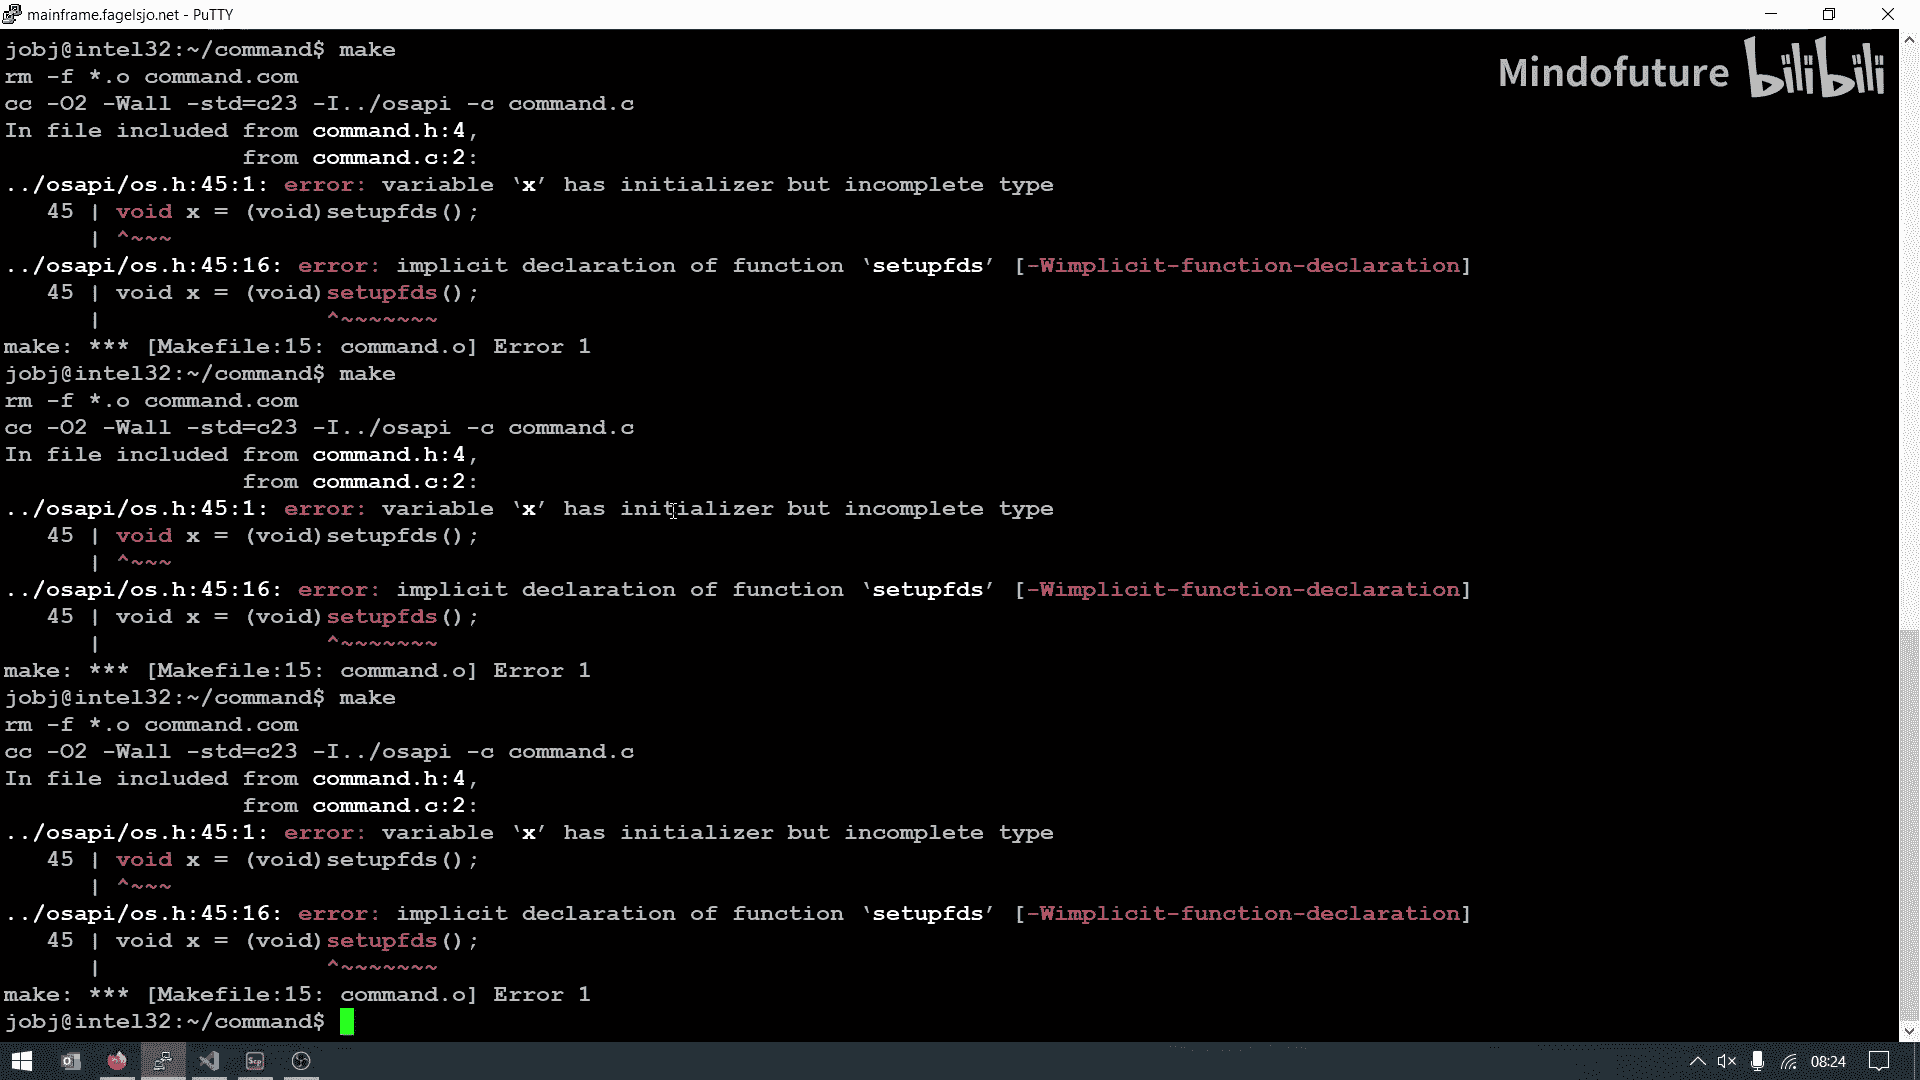 mainframe.fagelsjo.net - PuTTY
Mindofuture bilibili
jobj@intel32:~/command$ make
rm -f *.o command.com
cc -O2 -Wall -std=c23 -I../osapi -c command.c
In file included from command.h:4,
                 from command.c:2:
../osapi/os.h:45:1: error: variable ‘x’ has initializer but incomplete type
   45 | void x = (void)setupfds();
      | ^~~~
../osapi/os.h:45:16: error: implicit declaration of function ‘setupfds’ [-Wimplicit-function-declaration]
   45 | void x = (void)setupfds();
      |                ^~~~~~~~
make: *** [Makefile:15: command.o] Error 1
jobj@intel32:~/command$ make
rm -f *.o command.com
cc -O2 -Wall -std=c23 -I../osapi -c command.c
In file included from command.h:4,
                 from command.c:2:
../osapi/os.h:45:1: error: variable ‘x’ has initializer but incomplete type
   45 | void x = (void)setupfds();
      | ^~~~
../osapi/os.h:45:16: error: implicit declaration of function ‘setupfds’ [-Wimplicit-function-declaration]
   45 | void x = (void)setupfds();
      |                ^~~~~~~~
make: *** [Makefile:15: command.o] Error 1
jobj@intel32:~/command$ make
rm -f *.o command.com
cc -O2 -Wall -std=c23 -I../osapi -c command.c
In file included from command.h:4,
                 from command.c:2:
../osapi/os.h:45:1: error: variable ‘x’ has initializer but incomplete type
   45 | void x = (void)setupfds();
      | ^~~~
../osapi/os.h:45:16: error: implicit declaration of function ‘setupfds’ [-Wimplicit-function-declaration]
   45 | void x = (void)setupfds();
      |                ^~~~~~~~
make: *** [Makefile:15: command.o] Error 1
jobj@intel32:~/command$
08:24